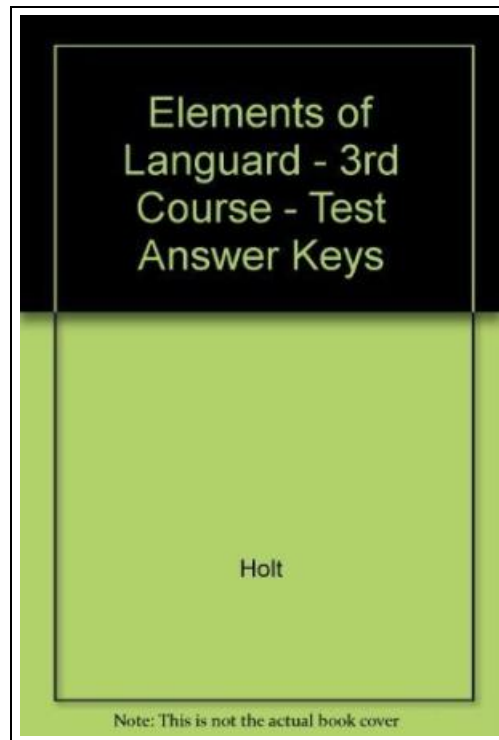 Elements of
Languard - 3rd
Course - Test
Answer Keys
Holt
Note: This is not the actual book cover